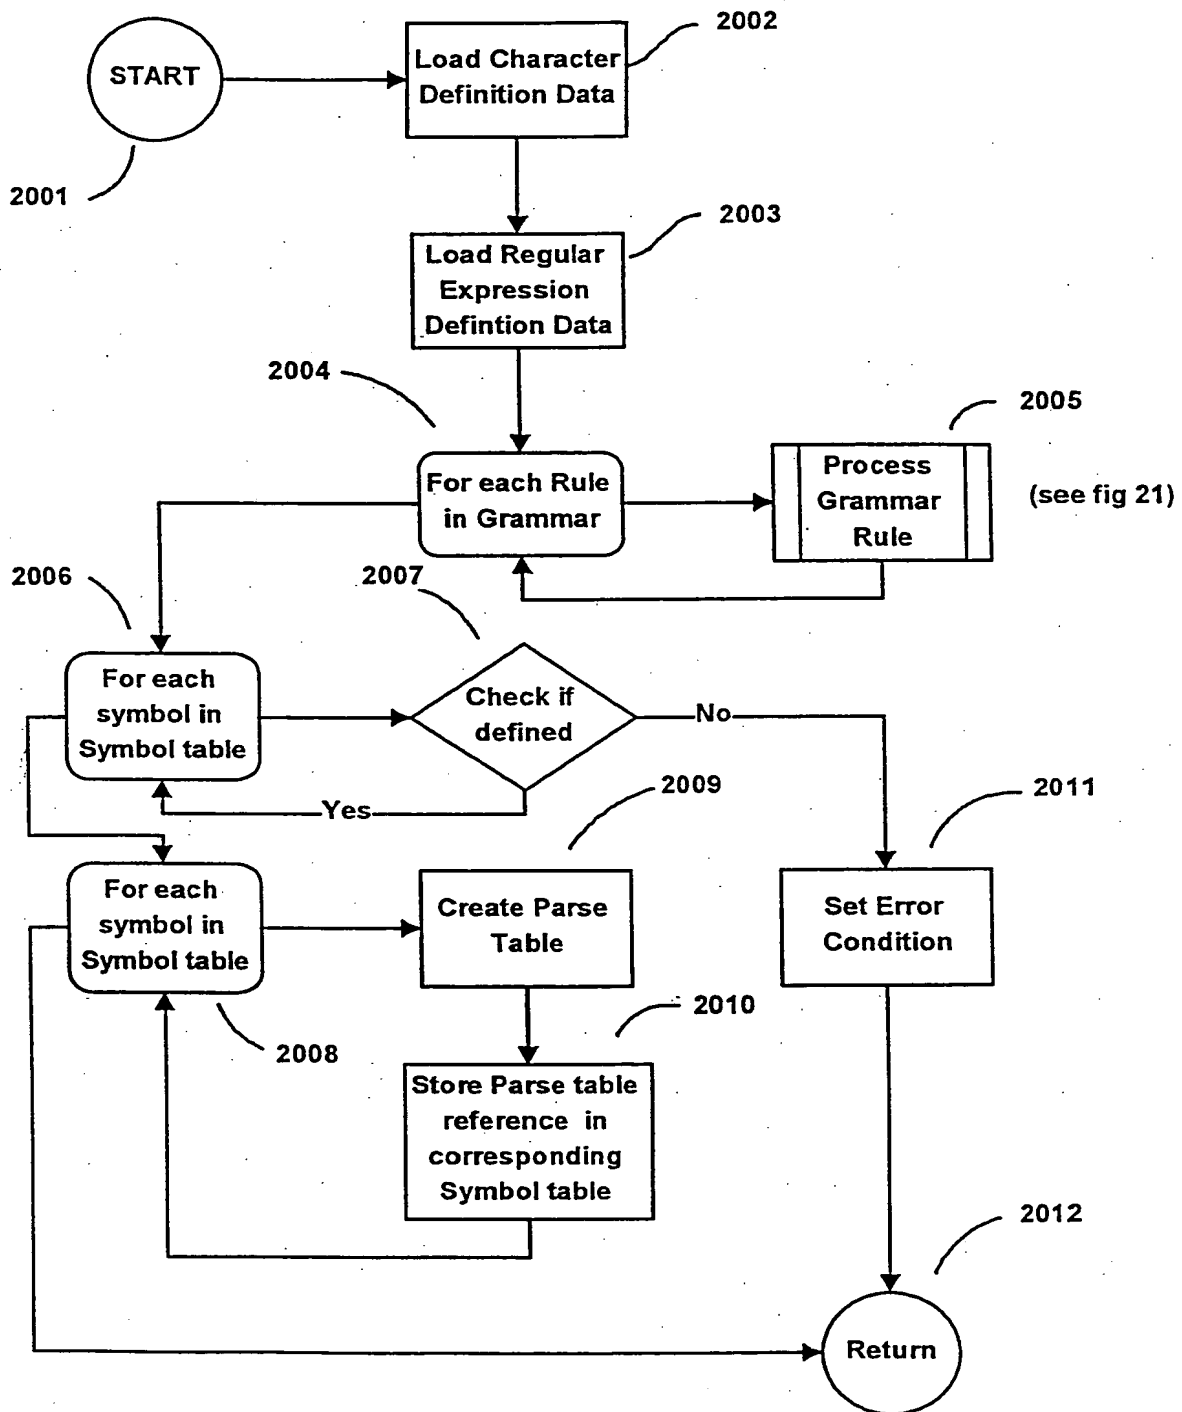 2002
START
Load Character
Definition Data
2001
2003
Load Regular
Expression
Defintion Data
2004
2005
For each Rule
in Grammar
Process
Grammar
Rule
(see fig 21)
2006
2007
For each
symbol in
Symbol table
Check if
defined
No
Yes
2009
2011
For each
symbol in
Symbol table
Create Parse
Table
Set Error
Condition
2008
2010
Store Parse table
reference in
corresponding
Symbol table
2012
Return